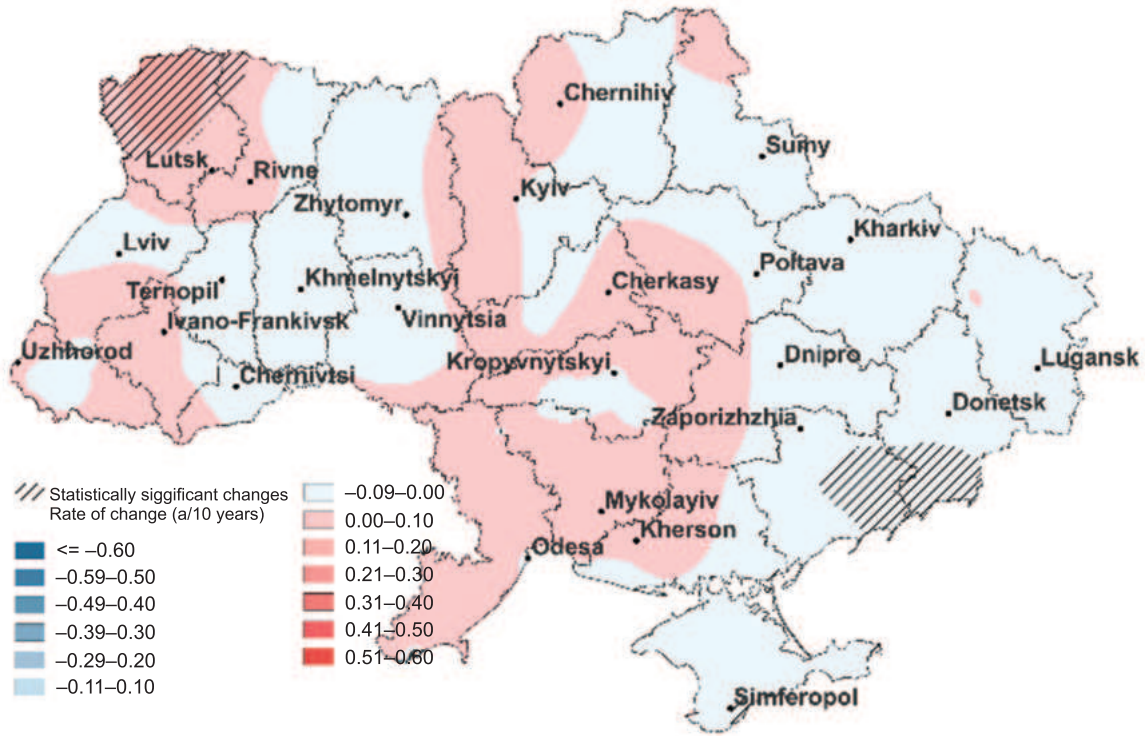 Chernihiv
Sumy
Lutsk
Rivne
Kyiv
Zhytomyr
Kharkiv
Lviv
Poltava
Khmelnytskyi
Cherkasy
Ternopil
Ivano-Frankivsk
Vinnytsia
Uzhhorod
Kropyvnytskyi
Dnipro
Lugansk
Chernivtsi
Donetsk
Zaporizhzhia
Mykolayiv
Kherson
Odesa
Simferopol
Statistically siggificant changes
Rate of change (a/10 years)
<= –0.60
–0.59–0.50
–0.49–0.40
–0.39–0.30
–0.29–0.20
–0.11–0.10
–0.09–0.00
0.00–0.10
0.11–0.20
0.21–0.30
0.31–0.40
0.41–0.50
0.51–0.60